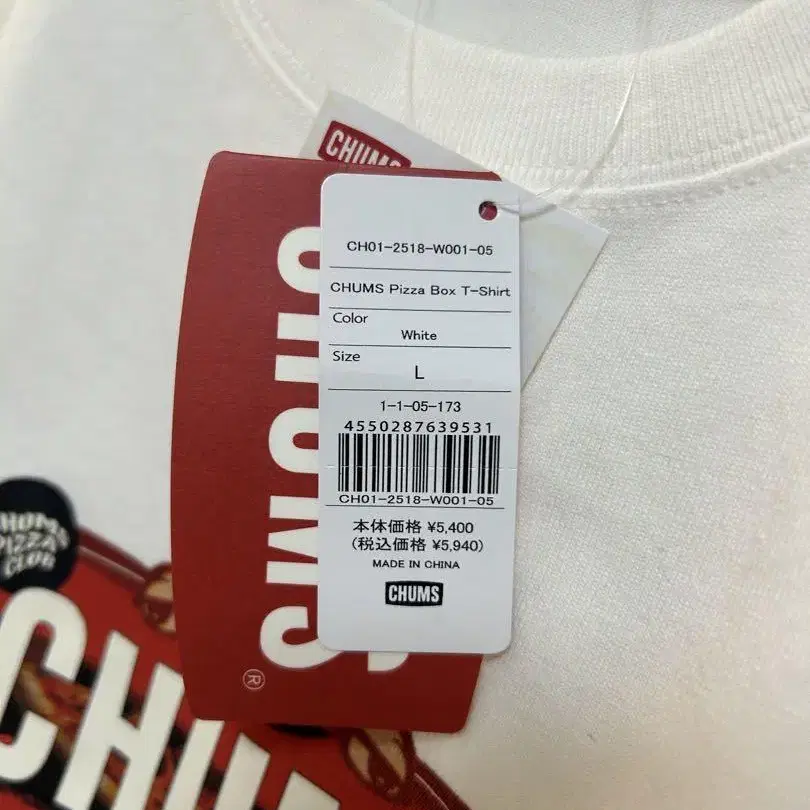 CHUMS
CHUMS
®
CH01-2518-W001-05
CHUMS Pizza Box T-Shirt
Color
White
Size
L
1-1-05-173
4550287639531
CH01-2518-W001-05
本体価格 ¥5,400
(税込価格 ¥5,940)
MADE IN CHINA
CHUMS
CHUMS
PIZZA
CLUB
CHU